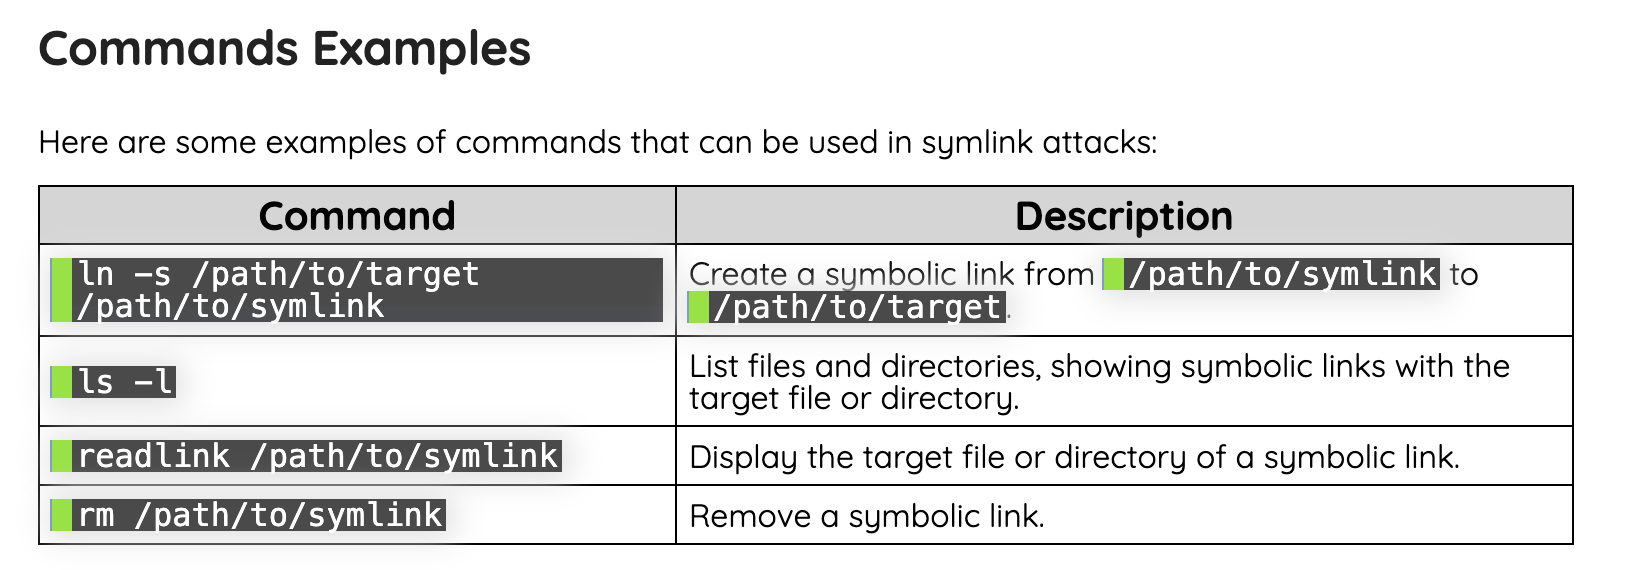 Commands Examples
Here are some examples of commands that can be used in symlink attacks:
Command Description
ln -s /path/to/target
/path/to/symlink
Create a symbolic link from /path/to/symlink to
/path/to/target.
ls -l
List files and directories, showing symbolic links with the
target file or directory.
readlink /path/to/symlink
Display the target file or directory of a symbolic link.
rm /path/to/symlink
Remove a symbolic link.